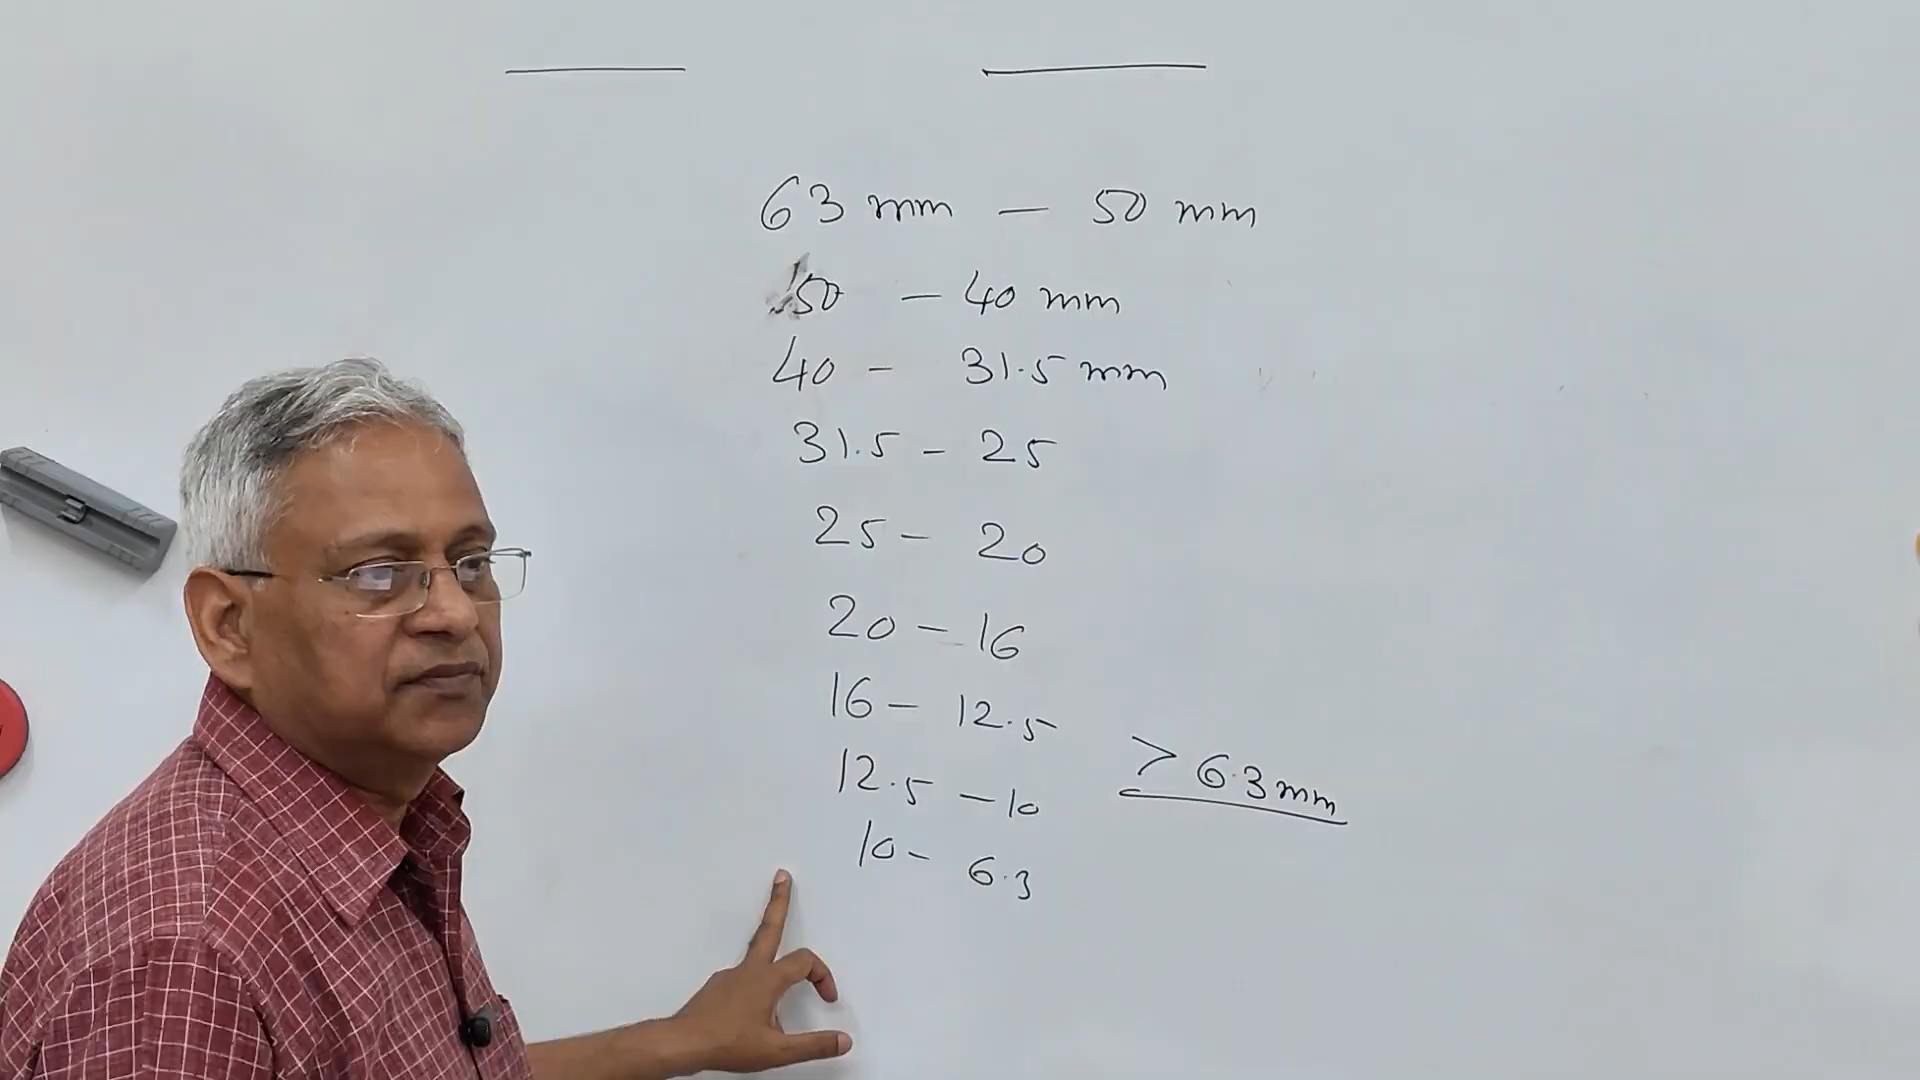 63 mm - 50 mm
50 - 40 mm
40 - 31.5 mm
31.5 - 25
25 - 20
20 - 16
16 - 12.5
12.5 - 10
> 6.3 mm
10 - 6.3